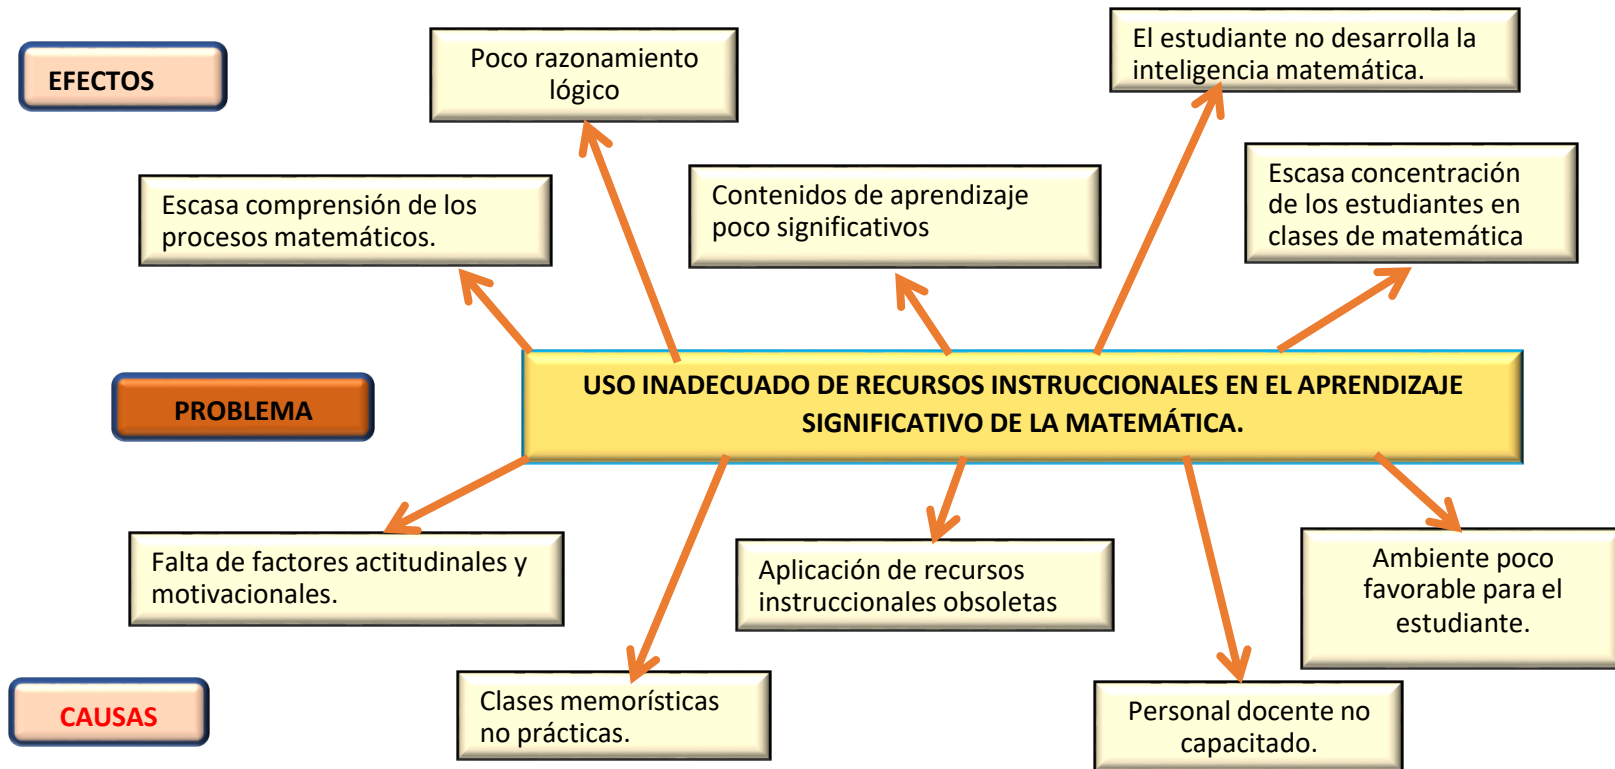 EFECTOS
Poco razonamiento
lógico
El estudiante no desarrolla la
inteligencia matemática.
Escasa comprensión de los
procesos matemáticos.
Contenidos de aprendizaje
poco significativos
Escasa concentración
de los estudiantes en
clases de matemática
PROBLEMA
USO INADECUADO DE RECURSOS INSTRUCCIONALES EN EL APRENDIZAJE
SIGNIFICATIVO DE LA MATEMÁTICA.
Falta de factores actitudinales y
motivacionales.
Aplicación de recursos
instruccionales obsoletas
Ambiente poco
favorable para el
estudiante.
CAUSAS
Clases memorísticas
no prácticas.
Personal docente no
capacitado.